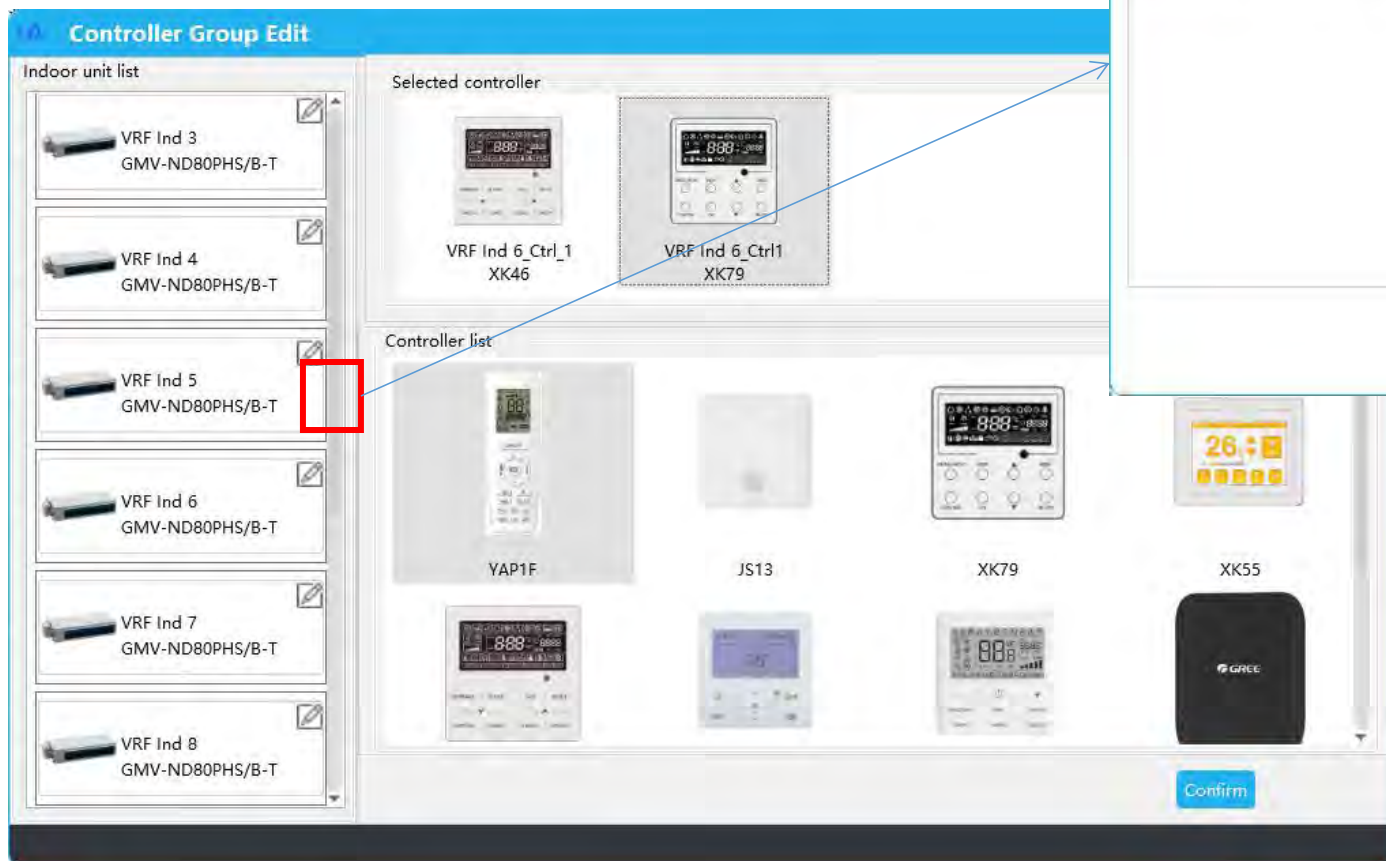 Controller Group Edit
Indoor unit list
VRF Ind 3
GMV-ND80PHS/B-T
VRF Ind 4
GMV-ND80PHS/B-T
VRF Ind 5
GMV-ND80PHS/B-T
VRF Ind 6
GMV-ND80PHS/B-T
VRF Ind 7
GMV-ND80PHS/B-T
VRF Ind 8
GMV-ND80PHS/B-T
Selected controller
VRF Ind 6_Ctrl_1
XK46
VRF Ind 6_Ctrl1
XK79
Controller list
YAP1F
JS13
XK79
XK55
26
GREE
Confirm